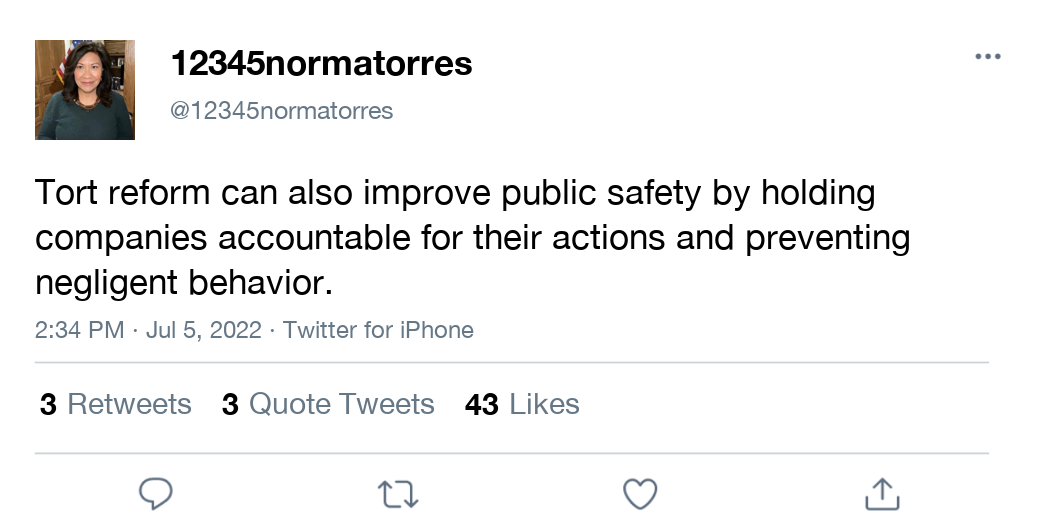 12345normatorres
@12345normatorres
Tort reform can also improve public safety by holding
companies accountable for their actions and preventing
negligent behavior.
2:34 PM · Jul 5, 2022 · Twitter for iPhone
3 Retweets 3 Quote Tweets 43 Likes